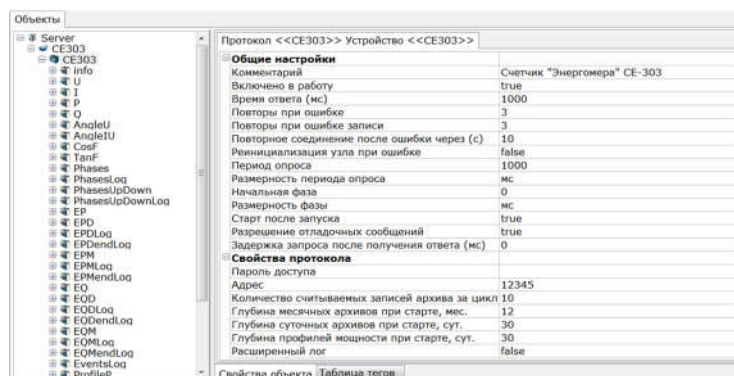 Объекты
Server
CE303
CE303
info
U
I
P
Q
AngleU
AngleIU
CosF
TanF
Phases
PhasesLog
PhasesUpDown
PhasesUpDownLog
EP
EPD
EPDLog
EPDendLog
EPM
EPMLog
EPMendLog
EQ
EQD
EQDLog
EQDendLog
EQM
EQMLog
EQMendLog
EventsLog
ProfileP
Протокол <<CE303>> Устройство <<CE303>>
Общие настройки
Комментарий Счетчик "Энергомера" CE-303
Включено в работу true
Время ответа (мс) 1000
Повторы при ошибке 3
Повторы при ошибке записи 3
Повторное соединение после ошибки через (с) 10
Реинициализация узла при ошибке false
Период опроса 1000
Размерность периода опроса мс
Начальная фаза 0
Размерность фазы мс
Старт после запуска true
Разрешение отладочных сообщений true
Задержка запроса после получения ответа (мс) 0
Свойства протокола
Пароль доступа
Адрес 12345
Количество считываемых записей архива за цикл 10
Глубина месячных архивов при старте, мес. 12
Глубина суточных архивов при старте, сут. 30
Глубина профилей мощности при старте, сут. 30
Расширенный лог false
Свойства объекта Таблица тегов